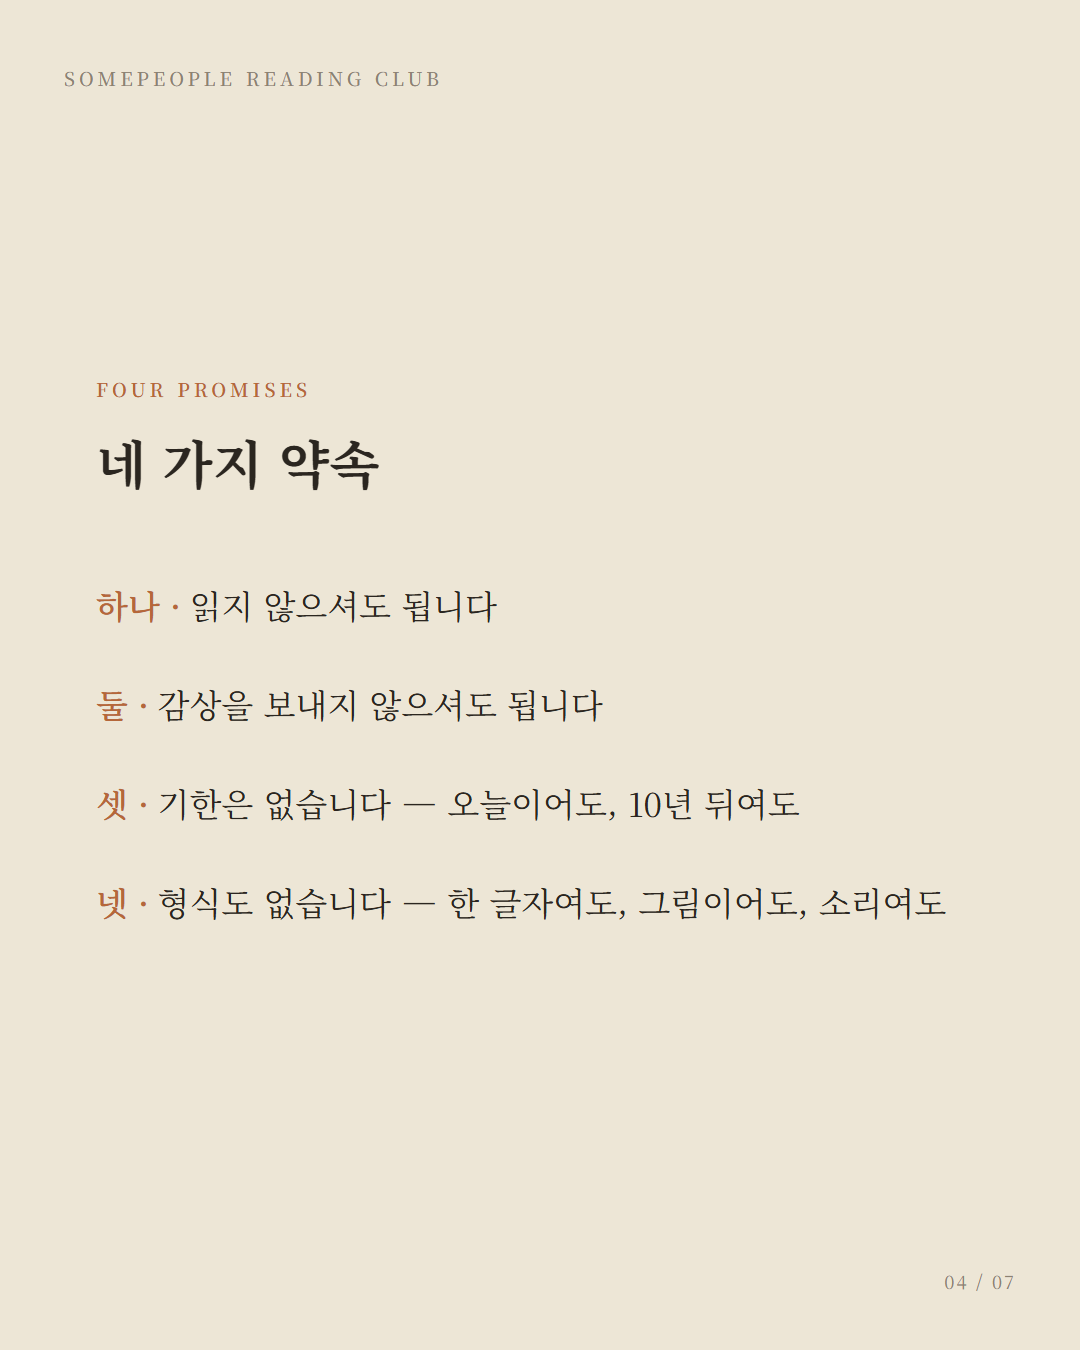 SOMEPEOPLE READING CLUB
FOUR PROMISES
네 가지 약속
하나 · 읽지 않으셔도 됩니다
둘 · 감상을 보내지 않으셔도 됩니다
셋 · 기한은 없습니다 — 오늘이어도, 10년 뒤여도
넷 · 형식도 없습니다 — 한 글자여도, 그림이어도, 소리여도
04 / 07